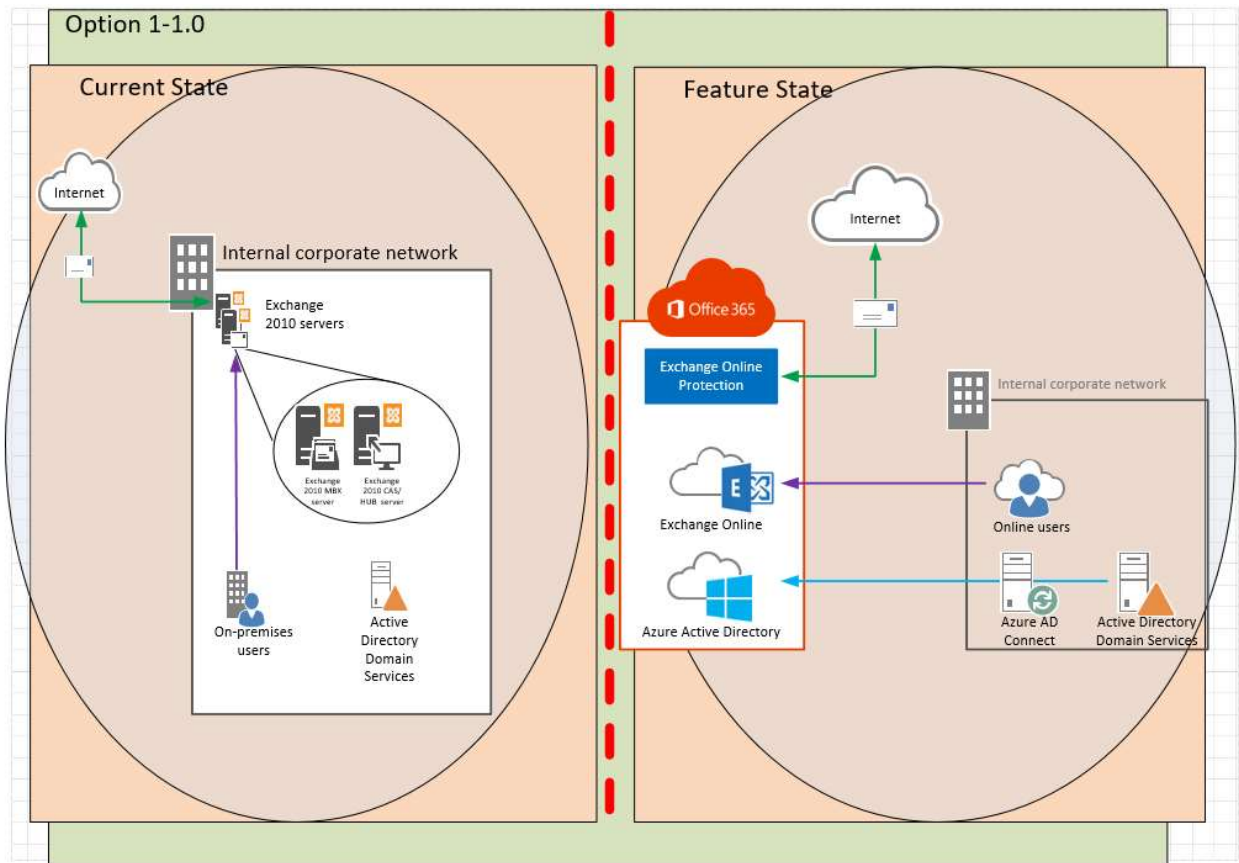 Option 1-1.0
Current State
Internet
Internal corporate network
Exchange
2010 servers
Exchange
2010 MBX
server
Exchange
2010 CAS/
HUB server
On-premises
users
Active
Directory
Domain
Services
Feature State
Internet
Office 365
Exchange Online
Protection
Internal corporate network
E
Exchange Online
Online users
Azure Active Directory
Azure AD
Connect
Active Directory
Domain Services